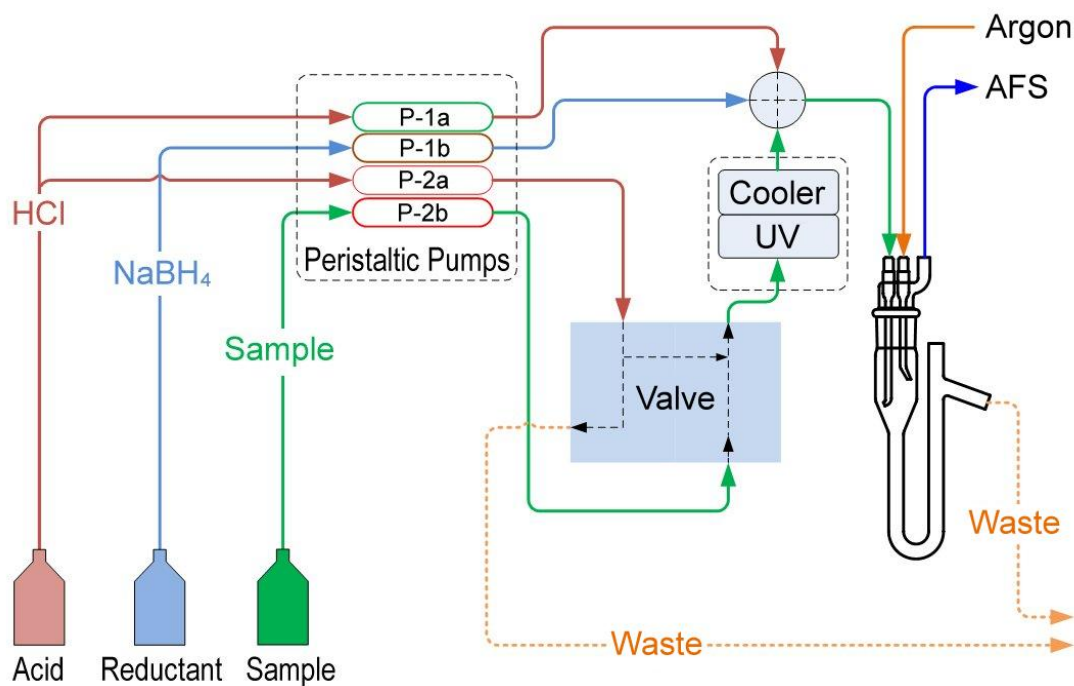 Argon
AFS
P-1a
P-1b
P-2a
P-2b
Peristaltic Pumps
HCl
NaBH₄
Sample
Cooler
UV
Valve
Waste
Waste
Acid
Reductant
Sample